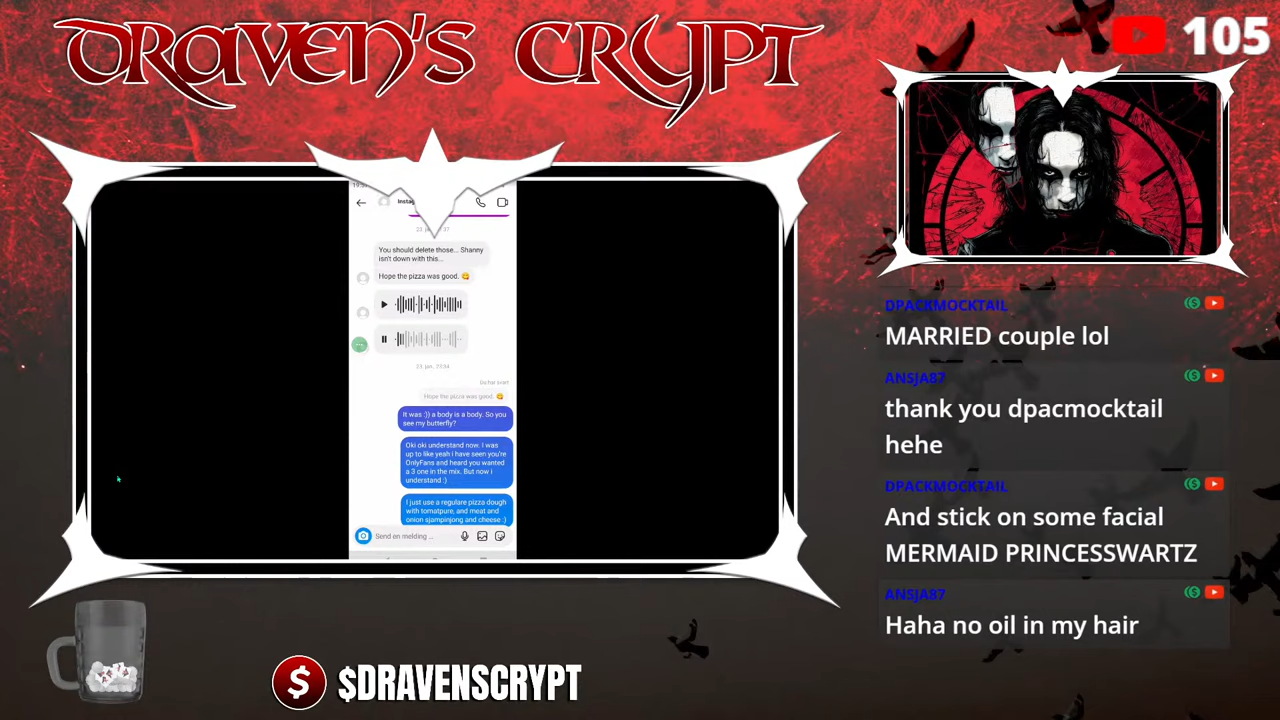 DRAVEN'S CRYPT
105
You should delete those... Shanny
isn't down with this...
Hope the pizza was good. 😋
Da har svart
Hope the pizza was good. 😋
It was :)) a body is a body. So you
see my butterfly?
Oki oki understand now. I was
up to like yeah i have seen you're
OnlyFans and heard you wanted
a 3 one in the mix. But now i
understand :)
I just use a regulare pizza dough
with tomatpure, and meat and
onion sjampinjong and cheese :)
Send en melding ...
DPACKMOCKTAIL
MARRIED couple lol
ANSJA87
thank you dpacmocktail
hehe
DPACKMOCKTAIL
And stick on some facial
MERMAID PRINCESSWARTZ
ANSJA87
Haha no oil in my hair
$
$DRAVENSCRYPT